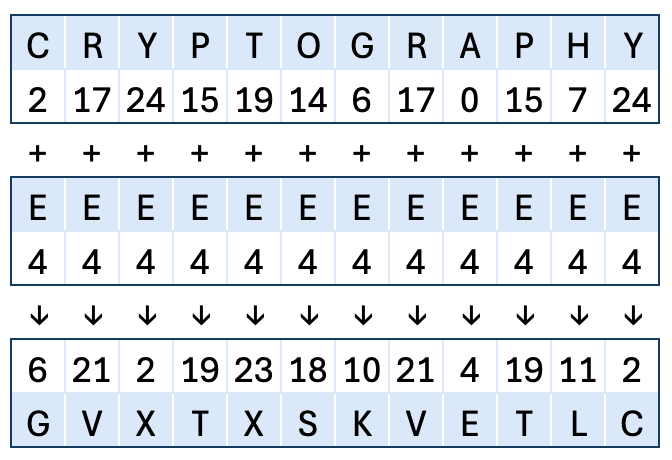 C R Y P T O G R A P H Y
2 17 24 15 19 14 6 17 0 15 7 24
+ + + + + + + + + + + +
E E E E E E E E E E E E
4 4 4 4 4 4 4 4 4 4 4 4
↓ ↓ ↓ ↓ ↓ ↓ ↓ ↓ ↓ ↓ ↓ ↓
6 21 2 19 23 18 10 21 4 19 11 2
G V X T X S K V E T L C